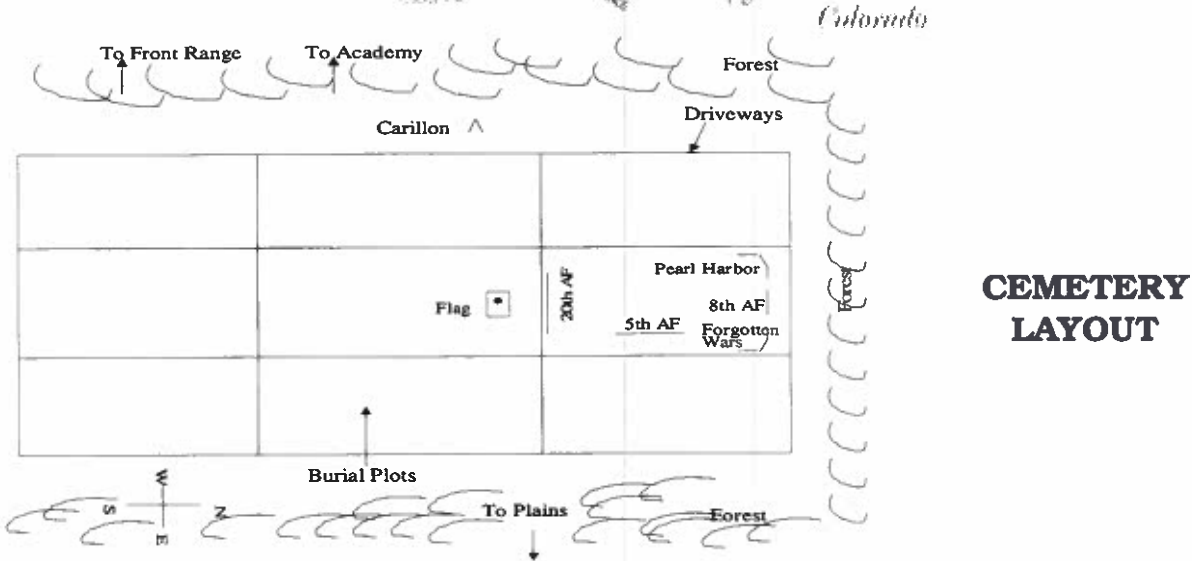 Colorado
To Front Range
To Academy
Forest
Carillon
Driveways
Pearl Harbor
20th AF
Forest
Flag
8th AF
5th AF
Forgotten
Wars
CEMETERY
LAYOUT
Burial Plots
W
S
N
E
To Plains
Forest